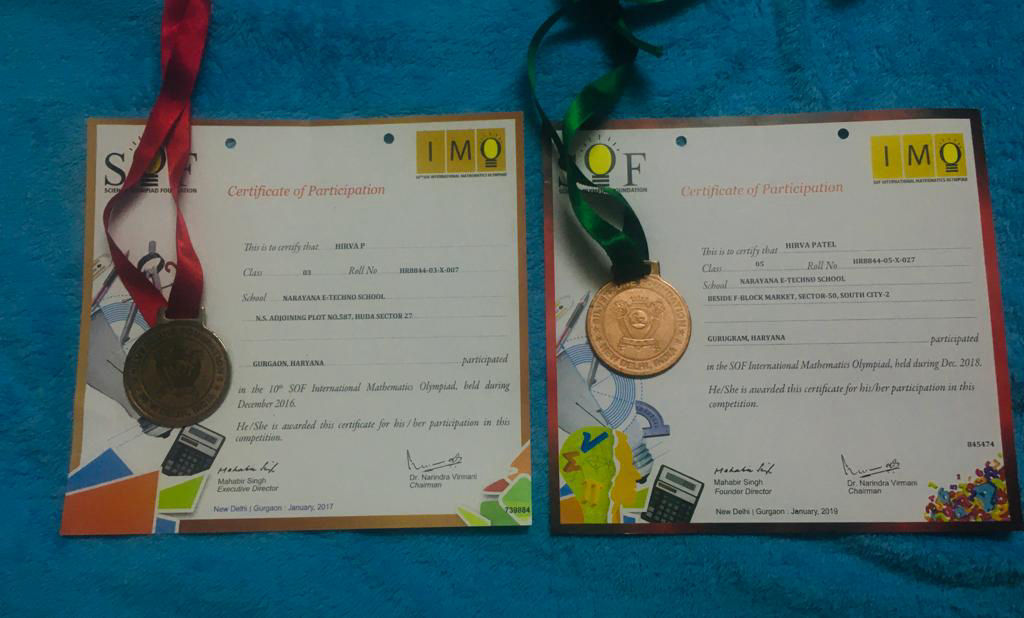 SOF
SCIENCE OLYMPIAD FOUNDATION
IMO
10TH SOF INTERNATIONAL MATHEMATICS OLYMPIAD
Certificate of Participation
This is to certify that HIRVA P
Class 03 Roll No HR8844-03-X-007
School NARAYANA E-TECHNO SCHOOL
N.S. ADJOINING PLOT NO.587, HUDA SECTOR 27
GURGAON, HARYANA participated
in the 10th SOF International Mathematics Olympiad, held during
December 2016.
He/She is awarded this certificate for his / her participation in this
competition.
Mahabir Singh
Executive Director
Dr. Narindra Virmani
Chairman
New Delhi | Gurgaon : January, 2017
739884
SOF
FOUNDATION
IMO
SOF INTERNATIONAL MATHEMATICS OLYMPIAD
Certificate of Participation
This is to certify that HIRVA PATEL
Class 05 Roll No HR8844-05-X-027
School NARAYANA E-TECHNO SCHOOL
BESIDE F-BLOCK MARKET, SECTOR-50, SOUTH CITY-2
GURUGRAM, HARYANA participated
in the SOF International Mathematics Olympiad, held during Dec. 2018.
He/She is awarded this certificate for his/her participation in this
competition.
845474
Mahabir Singh
Founder Director
Dr. Narindra Virmani
Chairman
New Delhi | Gurgaon : January, 2019